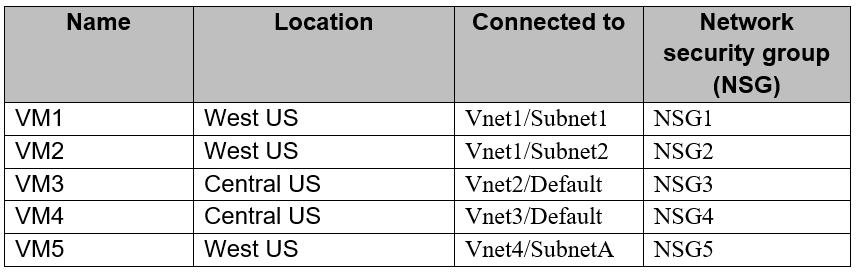 Name Location Connected to Network
security group
(NSG)
VM1 West US Vnet1/Subnet1 NSG1
VM2 West US Vnet1/Subnet2 NSG2
VM3 Central US Vnet2/Default NSG3
VM4 Central US Vnet3/Default NSG4
VM5 West US Vnet4/SubnetA NSG5